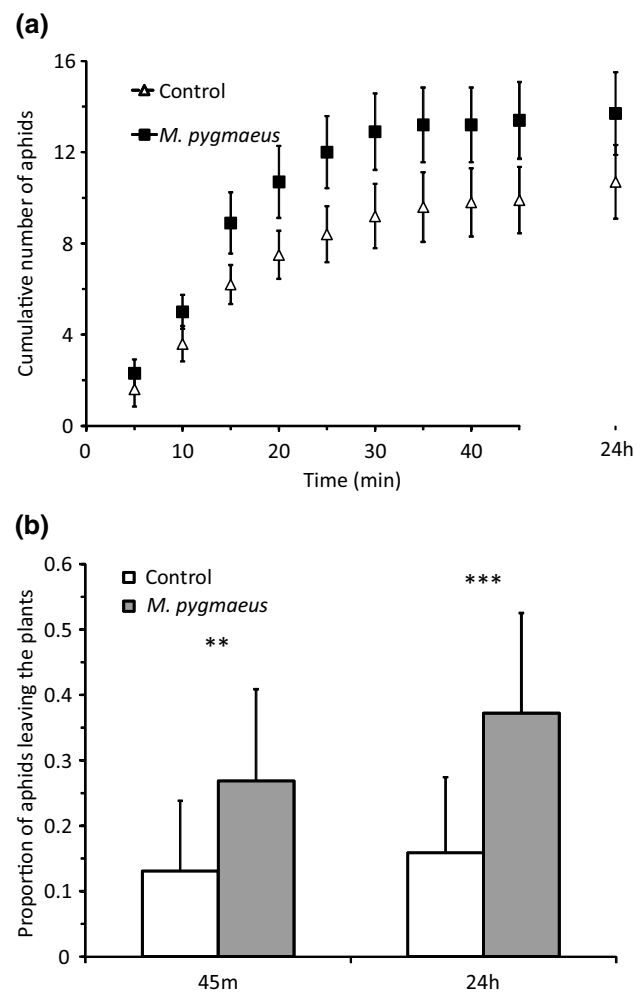 (a)
16
12
8
4
0
Control
M. pygmaeus
Cumulative number of aphids
0 10 20 30 40 24h
Time (min)
(b)
0.6
0.5
0.4
0.3
0.2
0.1
0
Control
M. pygmaeus
** ***
Proportion of aphids leaving the plants
45m 24h